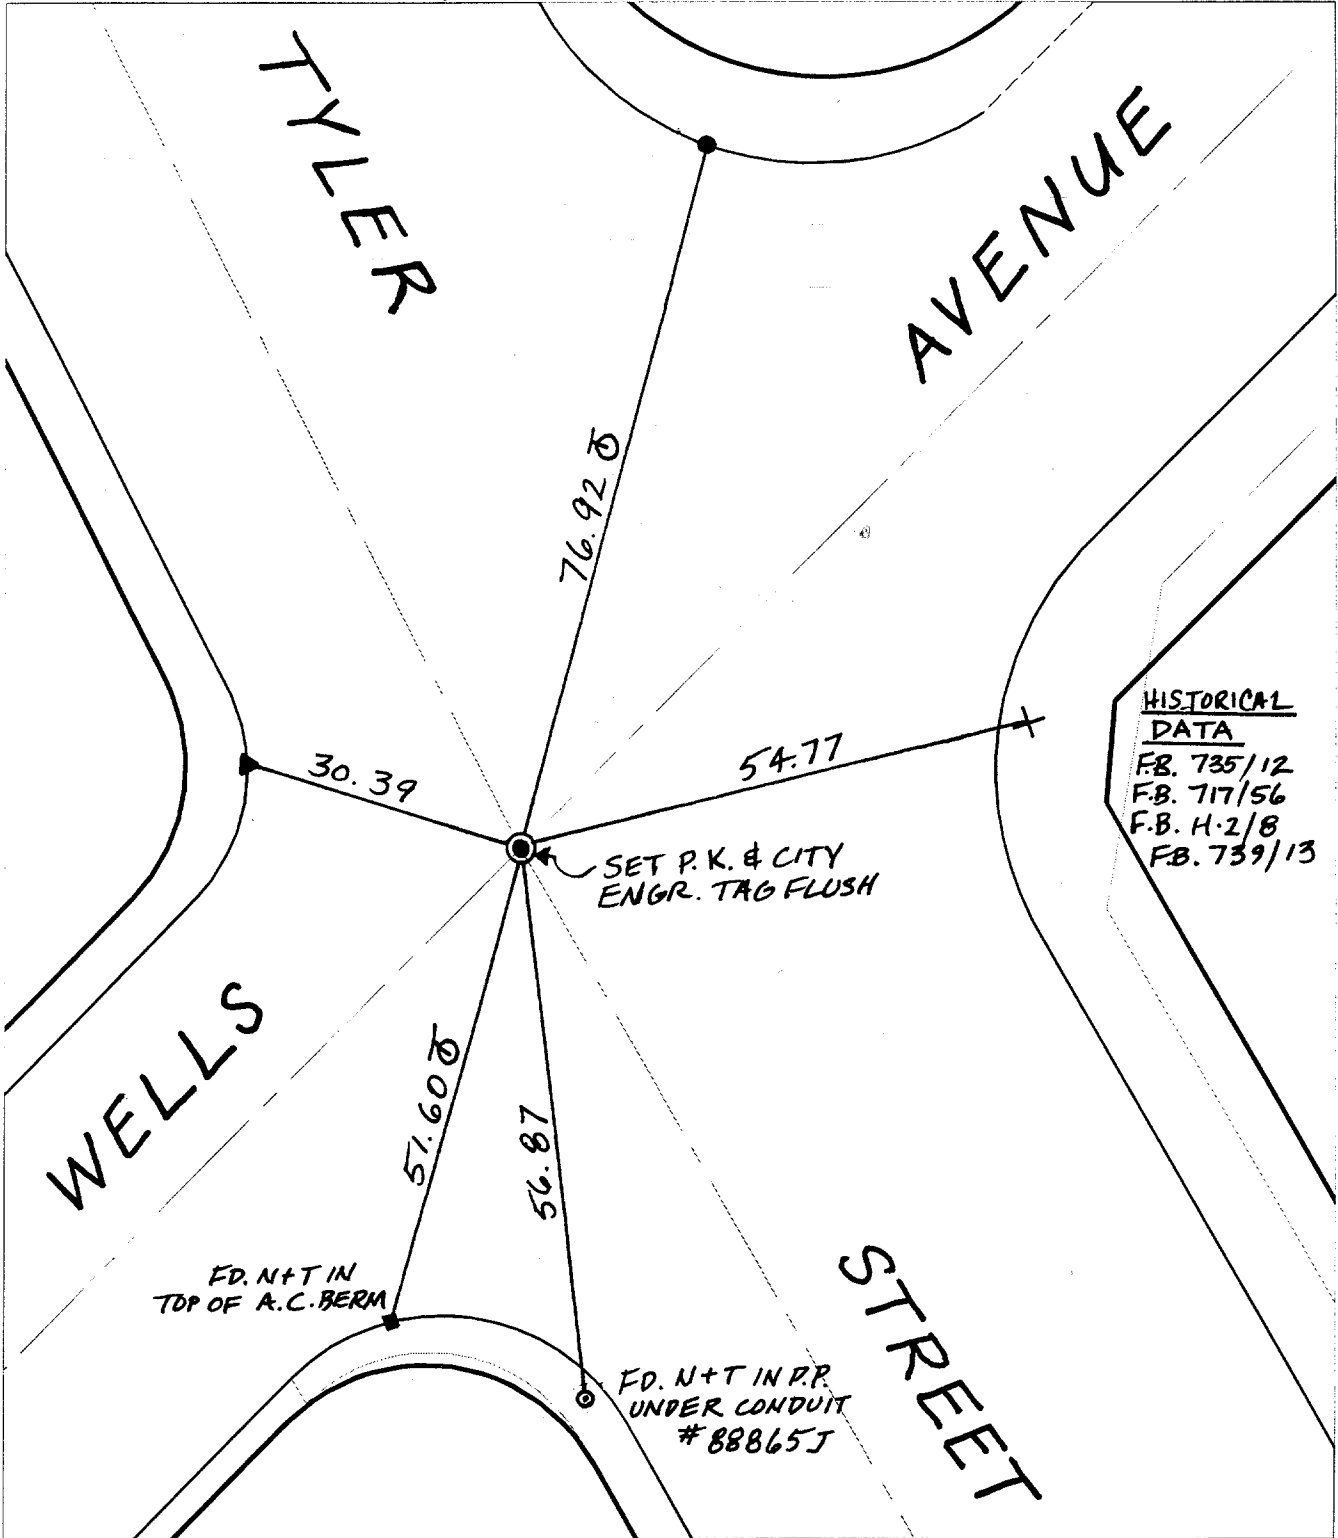 TYLER
AVENUE
76.92
HISTORICAL
DATA
F.B. 735/12
F.B. 717/56
F.B. H-2/8
F.B. 739/13
54.77
30.39
SET P.K. & CITY
ENGR. TAG FLUSH
WELLS
51.60
56.87
FD. N+T IN
TOP OF A.C. BERM
STREET
FD. N+T IN P.P.
UNDER CONDUIT
#88865J